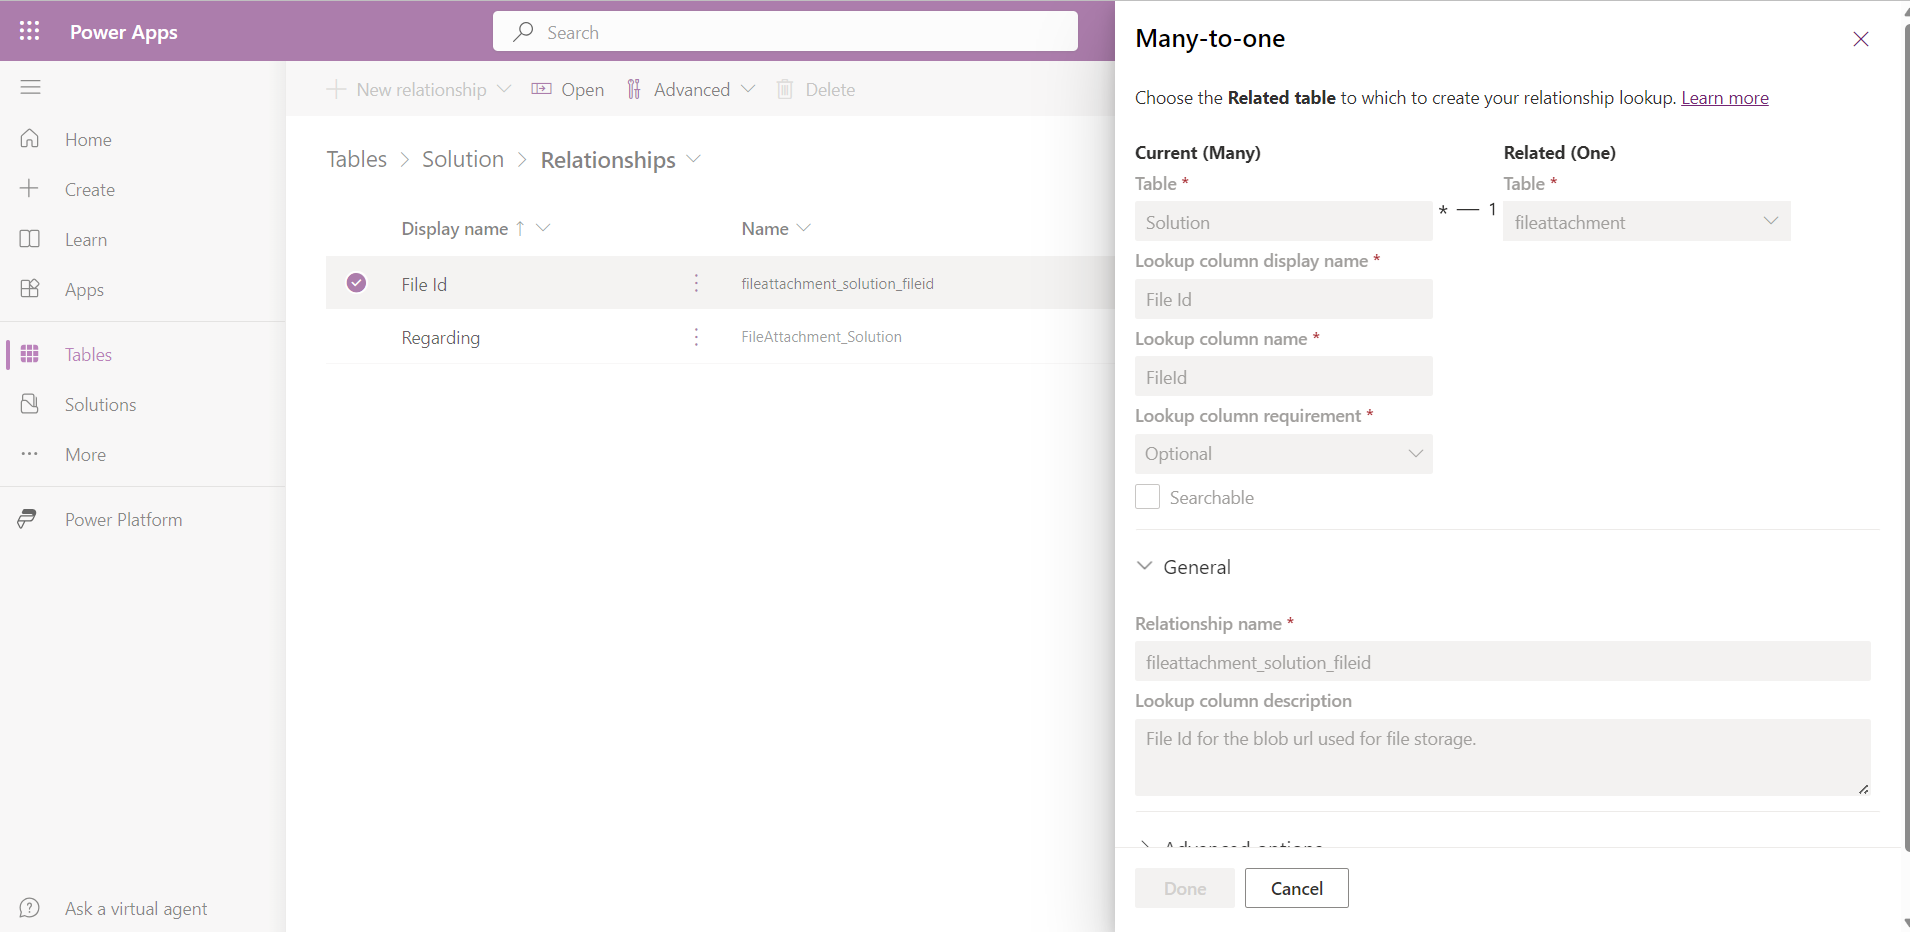 Power Apps
Search
Home
Create
Learn
Apps
Tables
Solutions
More
Power Platform
Ask a virtual agent
New relationship
Open
Advanced
Delete
Tables > Solution > Relationships
Display name ↑ Name
File Id fileattachment_solution_fileid
Regarding FileAttachment_Solution
Many-to-one
Choose the Related table to which to create your relationship lookup. Learn more
Current (Many) Related (One)
Table * Table *
Solution * — 1 fileattachment
Lookup column display name *
File Id
Lookup column name *
FileId
Lookup column requirement *
Optional
Searchable
General
Relationship name *
fileattachment_solution_fileid
Lookup column description
File Id for the blob url used for file storage.
Advanced options
Done Cancel